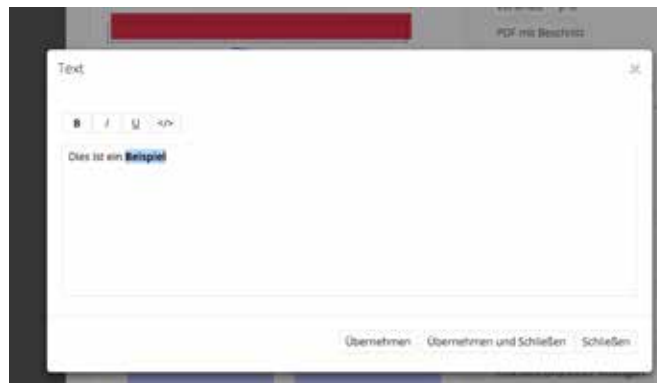 PDF mit Beschnitt
Text
B I U </>
Dies ist ein Beispiel
Übernehmen Übernehmen und Schließen Schließen